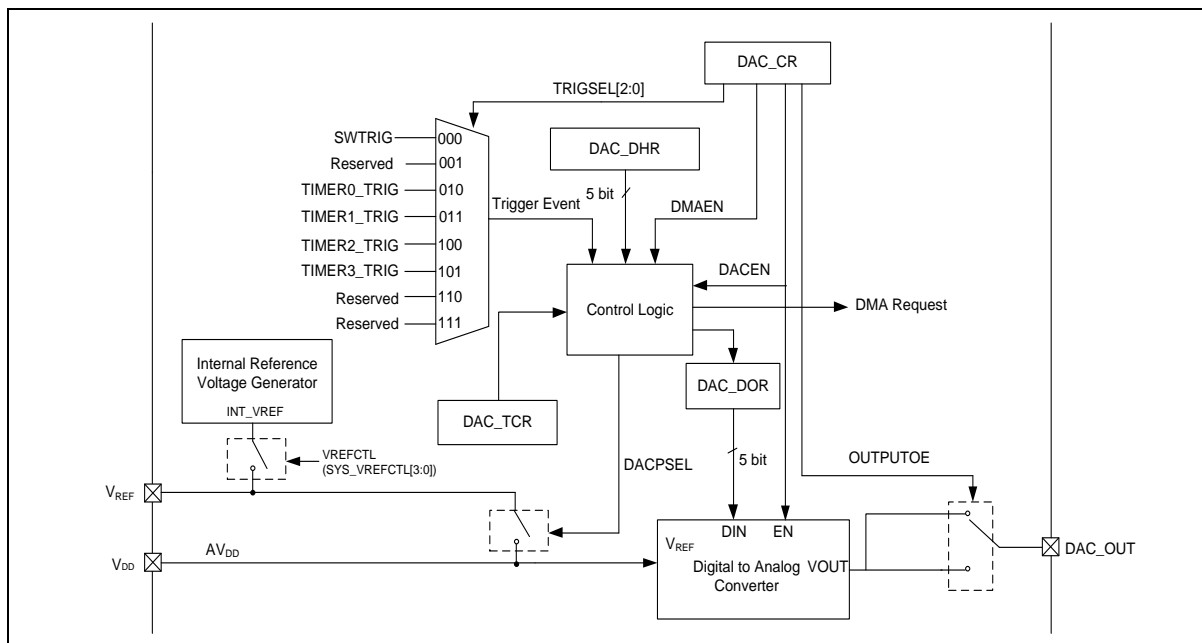 DAC_CR
TRIGSEL[2:0]
SWTRIG 000
Reserved 001
TIMER0_TRIG 010
TIMER1_TRIG 011
TIMER2_TRIG 100
TIMER3_TRIG 101
Reserved 110
Reserved 111
DAC_DHR
5 bit
Trigger Event
DMAEN
DACEN
Control Logic
DMA Request
Internal Reference
Voltage Generator
INT_VREF
DAC_DOR
DAC_TCR
VREFCTL
(SYS_VREFCTL[3:0])
DACPSEL
5 bit
OUTPUTOE
VREF
DIN EN
VREF
VDD
AVDD
Digital to Analog VOUT
Converter
DAC_OUT